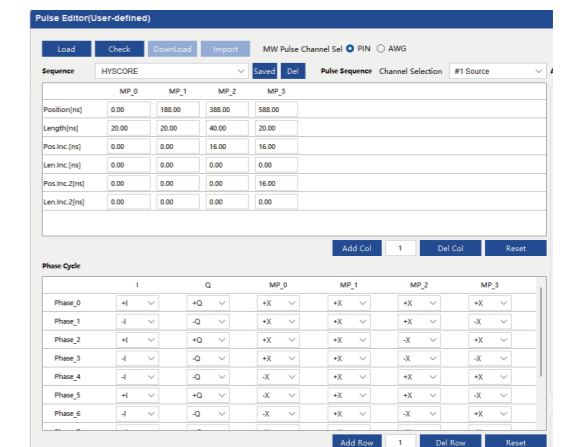 Pulse Editor(User-defined)
Load Check DownLoad Import MW Pulse Channel Sel PIN AWG
Sequence HYSCORE Saved Del Pulse Sequence Channel Selection #1 Source
MP_0 MP_1 MP_2 MP_3
Position[ns] 0.00 188.00 388.00 588.00
Length[ns] 20.00 20.00 40.00 20.00
Pos.Inc.[ns] 0.00 0.00 16.00 16.00
Len.Inc.[ns] 0.00 0.00 0.00 0.00
Pos.Inc.2[ns] 0.00 0.00 0.00 16.00
Len.Inc.2[ns] 0.00 0.00 0.00 0.00
Add Col 1 Del Col Reset
Phase Cycle
I Q MP_0 MP_1 MP_2 MP_3
Phase_0 +I +Q +X +X +X +X
Phase_1 -I -Q +X +X +X -X
Phase_2 +I +Q +X +X -X +X
Phase_3 -I -Q +X +X -X -X
Phase_4 -I -Q -X +X +X +X
Phase_5 +I +Q -X +X +X -X
Phase_6 -I -Q -X +X -X +X
Add Row 1 Del Row Reset